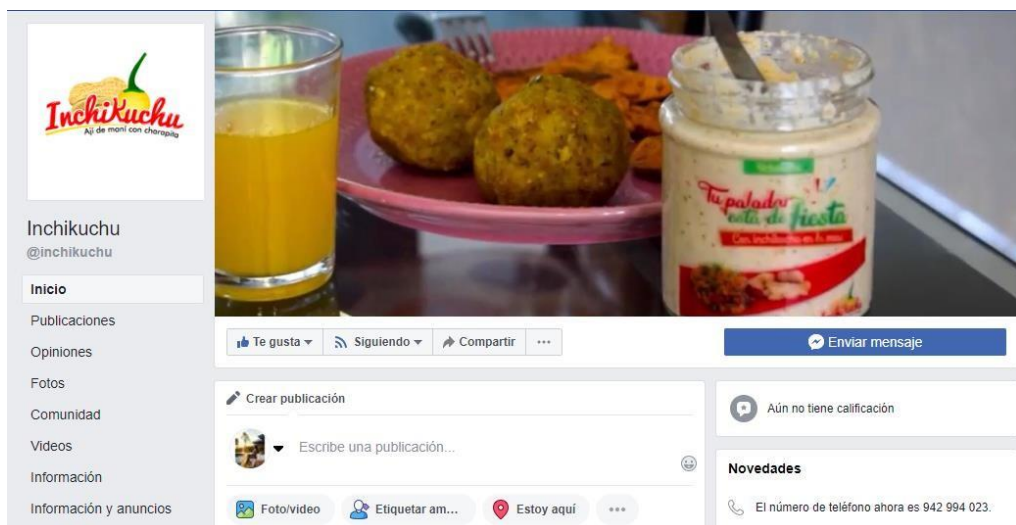 InchiKuchu
Ají de maní con charapita
Inchikuchu
@inchikuchu
Inicio
Publicaciones
Opiniones
Fotos
Comunidad
Videos
Información
Información y anuncios
Tu paladar
está de fiesta
Con inchikuchu en la mesa
Te gusta
Siguiendo
Compartir
Enviar mensaje
Crear publicación
Escribe una publicación...
Foto/video
Etiquetar am...
Estoy aquí
Aún no tiene calificación
Novedades
El número de teléfono ahora es 942 994 023.